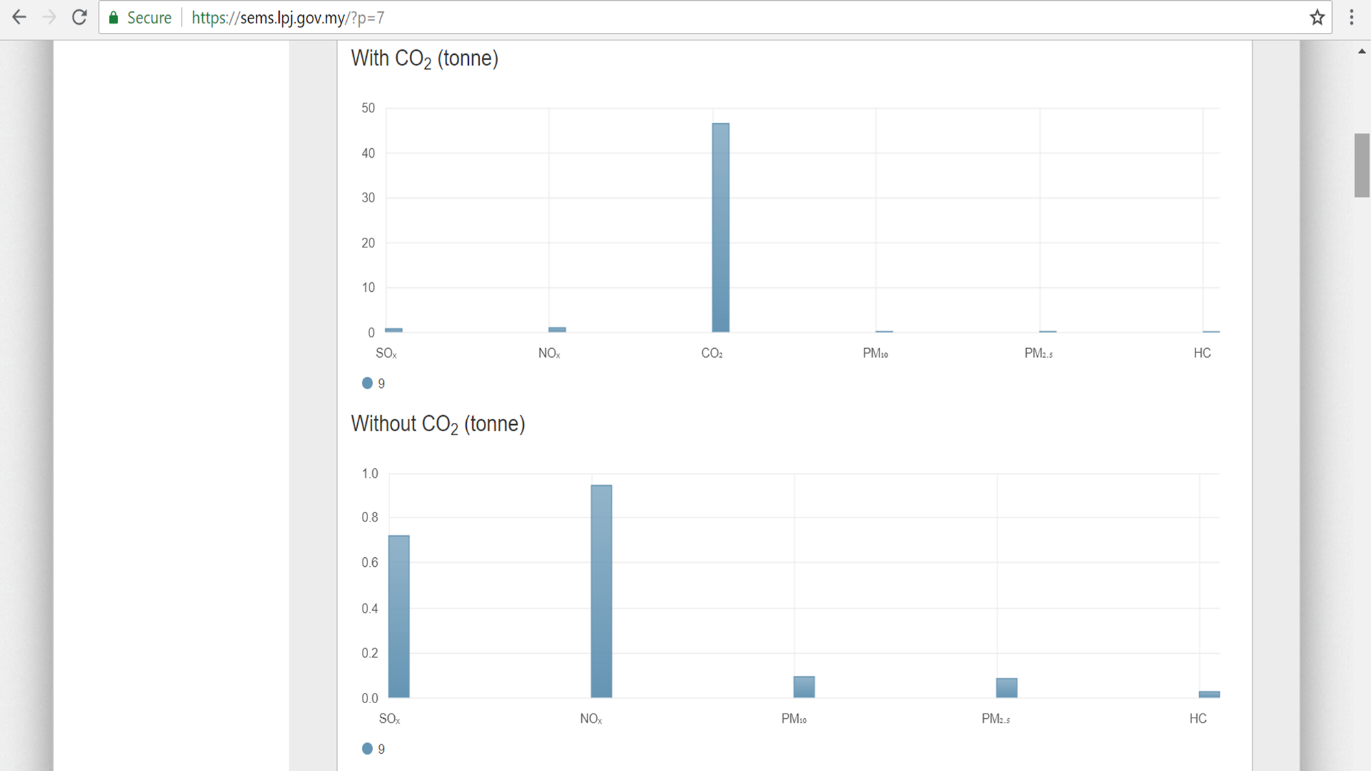 Secure https://sems.lpj.gov.my/?p=7
With CO₂ (tonne)
50
40
30
20
10
0
SOₓ NOₓ CO₂ PM₁₀ PM₂.₅ HC
9
Without CO₂ (tonne)
1.0
0.8
0.6
0.4
0.2
0.0
SOₓ NOₓ PM₁₀ PM₂.₅ HC
9